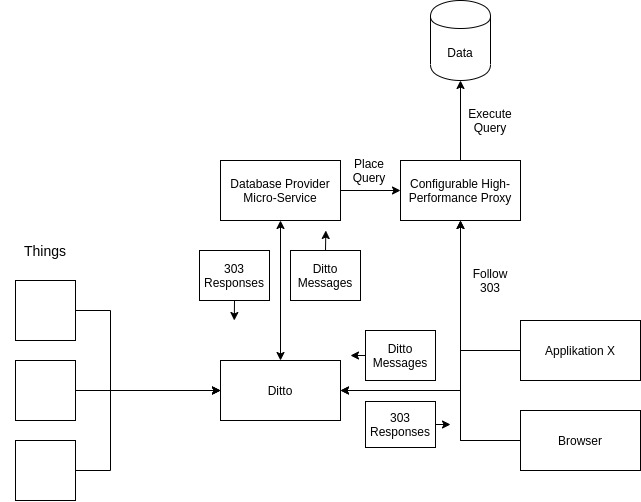 Data
Execute
Query
Place
Query
Database Provider
Micro-Service
Configurable High-
Performance Proxy
Things
303
Responses
Ditto
Messages
Follow
303
Ditto
Messages
Applikation X
Ditto
303
Responses
Browser